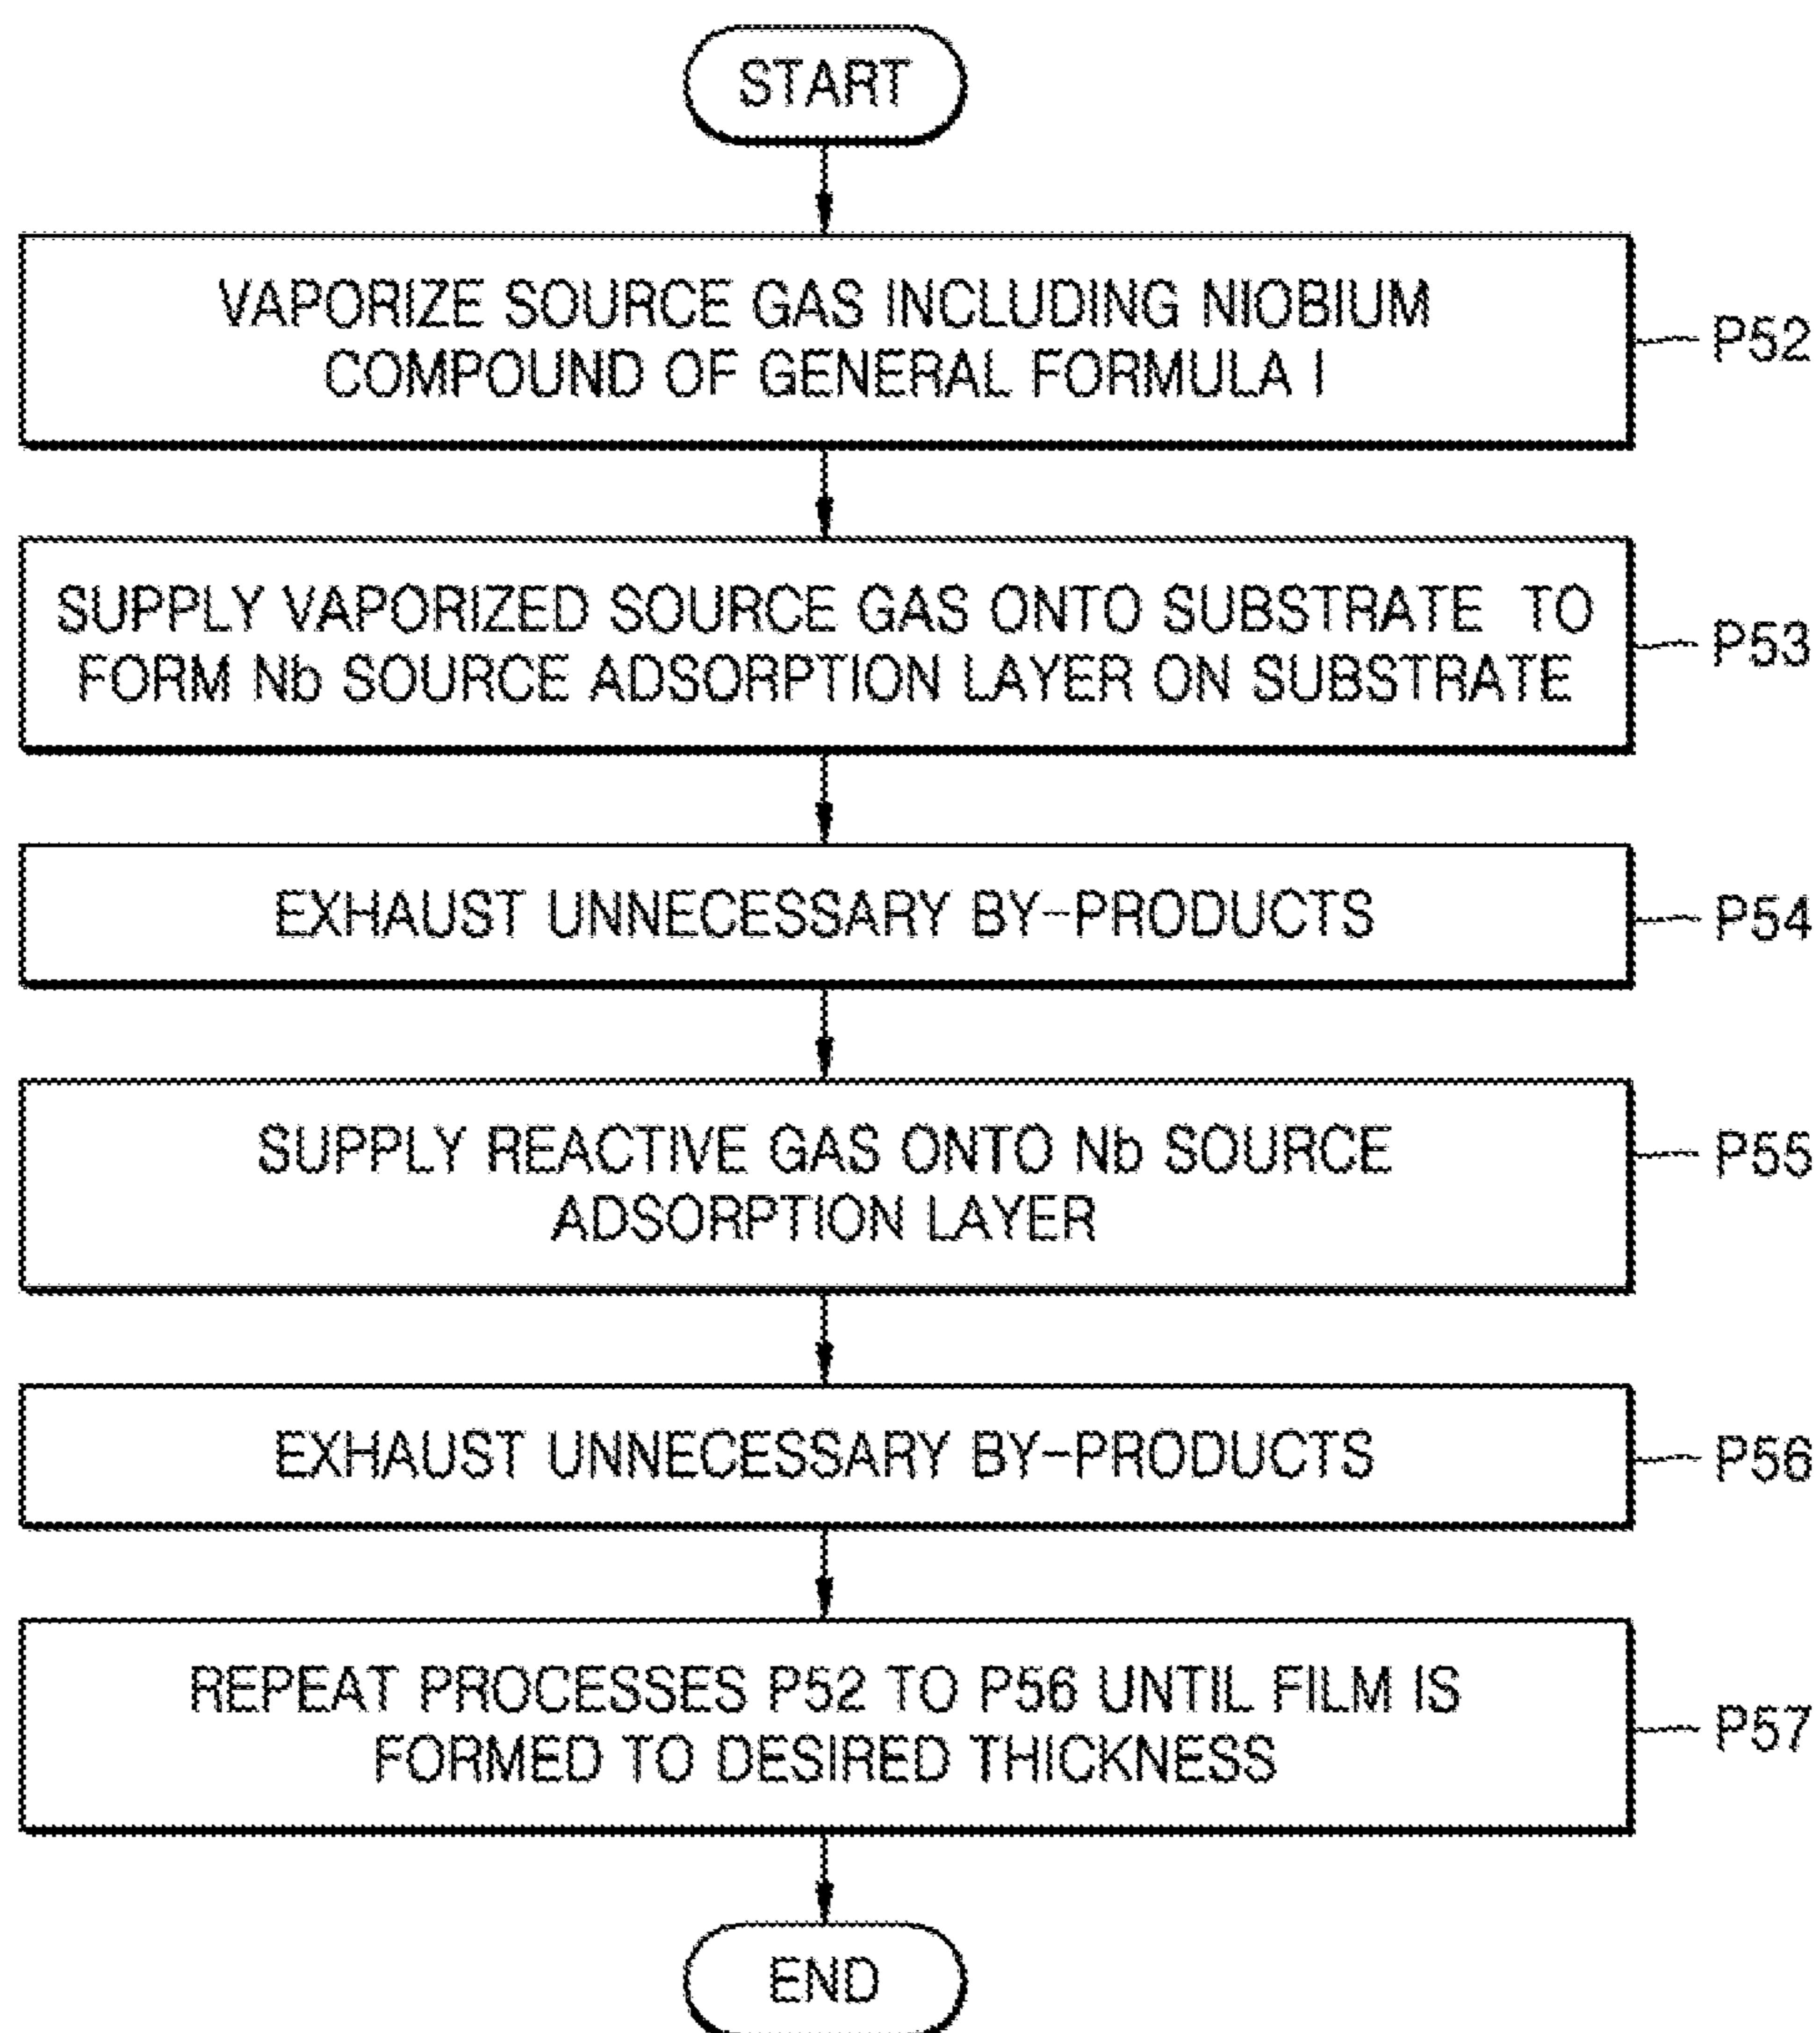 START
VAPORIZE SOURCE GAS INCLUDING NIOBIUM
COMPOUND OF GENERAL FORMULA I
P52
SUPPLY VAPORIZED SOURCE GAS ONTO SUBSTRATE TO
FORM Nb SOURCE ADSORPTION LAYER ON SUBSTRATE
P53
EXHAUST UNNECESSARY BY-PRODUCTS
P54
SUPPLY REACTIVE GAS ONTO Nb SOURCE
ADSORPTION LAYER
P55
EXHAUST UNNECESSARY BY-PRODUCTS
P56
REPEAT PROCESSES P52 TO P56 UNTIL FILM IS
FORMED TO DESIRED THICKNESS
P57
END